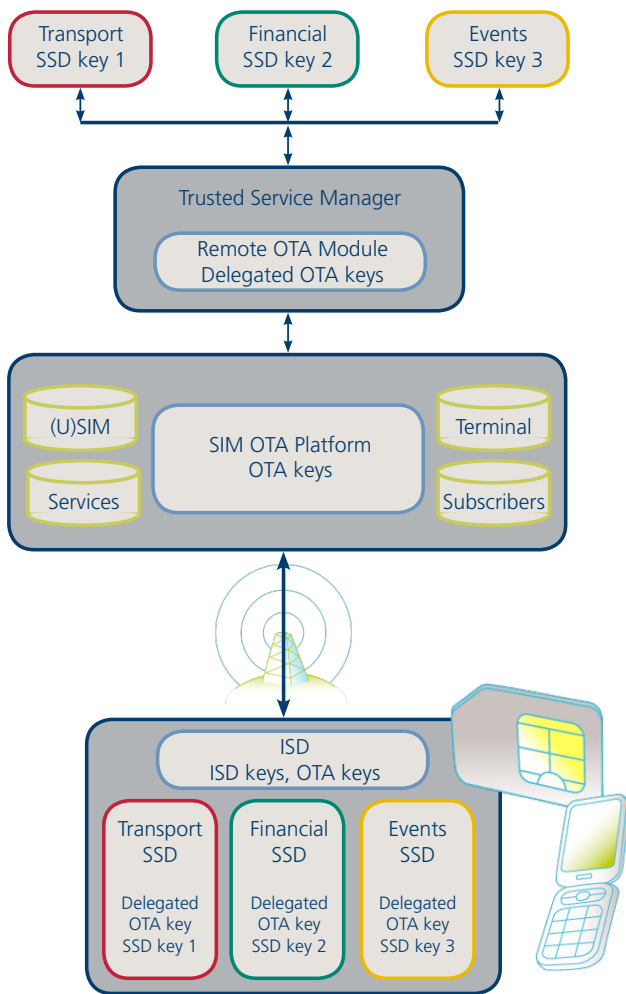 Transport
SSD key 1
Financial
SSD key 2
Events
SSD key 3
Trusted Service Manager
Remote OTA Module
Delegated OTA keys
(U)SIM
Services
SIM OTA Platform
OTA keys
Terminal
Subscribers
ISD
ISD keys, OTA keys
Transport
SSD
Delegated
OTA key
SSD key 1
Financial
SSD
Delegated
OTA key
SSD key 2
Events
SSD
Delegated
OTA key
SSD key 3